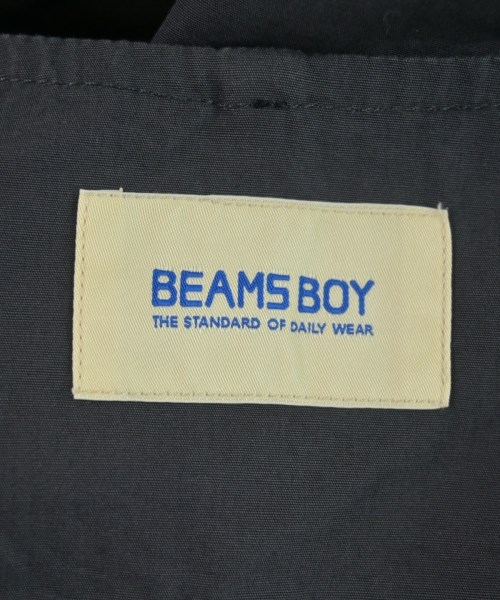 BEAMS BOY
THE STANDARD OF DAILY WEAR